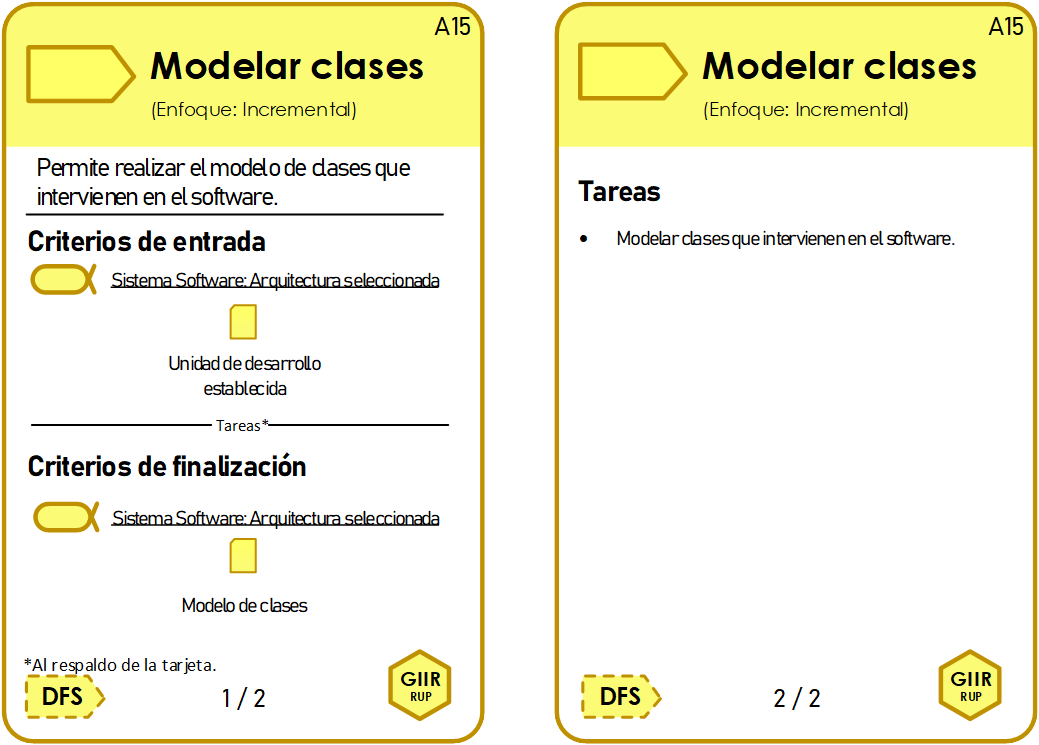 A15
Modelar clases
(Enfoque: Incremental)
Permite realizar el modelo de clases que
intervienen en el software.
Criterios de entrada
Sistema Software: Arquitectura seleccionada
Unidad de desarrollo
establecida
Tareas*
Criterios de finalización
Sistema Software: Arquitectura seleccionada
Modelo de clases
*Al respaldo de la tarjeta.
DFS
1 / 2
GIIR
RUP
A15
Modelar clases
(Enfoque: Incremental)
Tareas
• Modelar clases que intervienen en el software.
DFS
2 / 2
GIIR
RUP